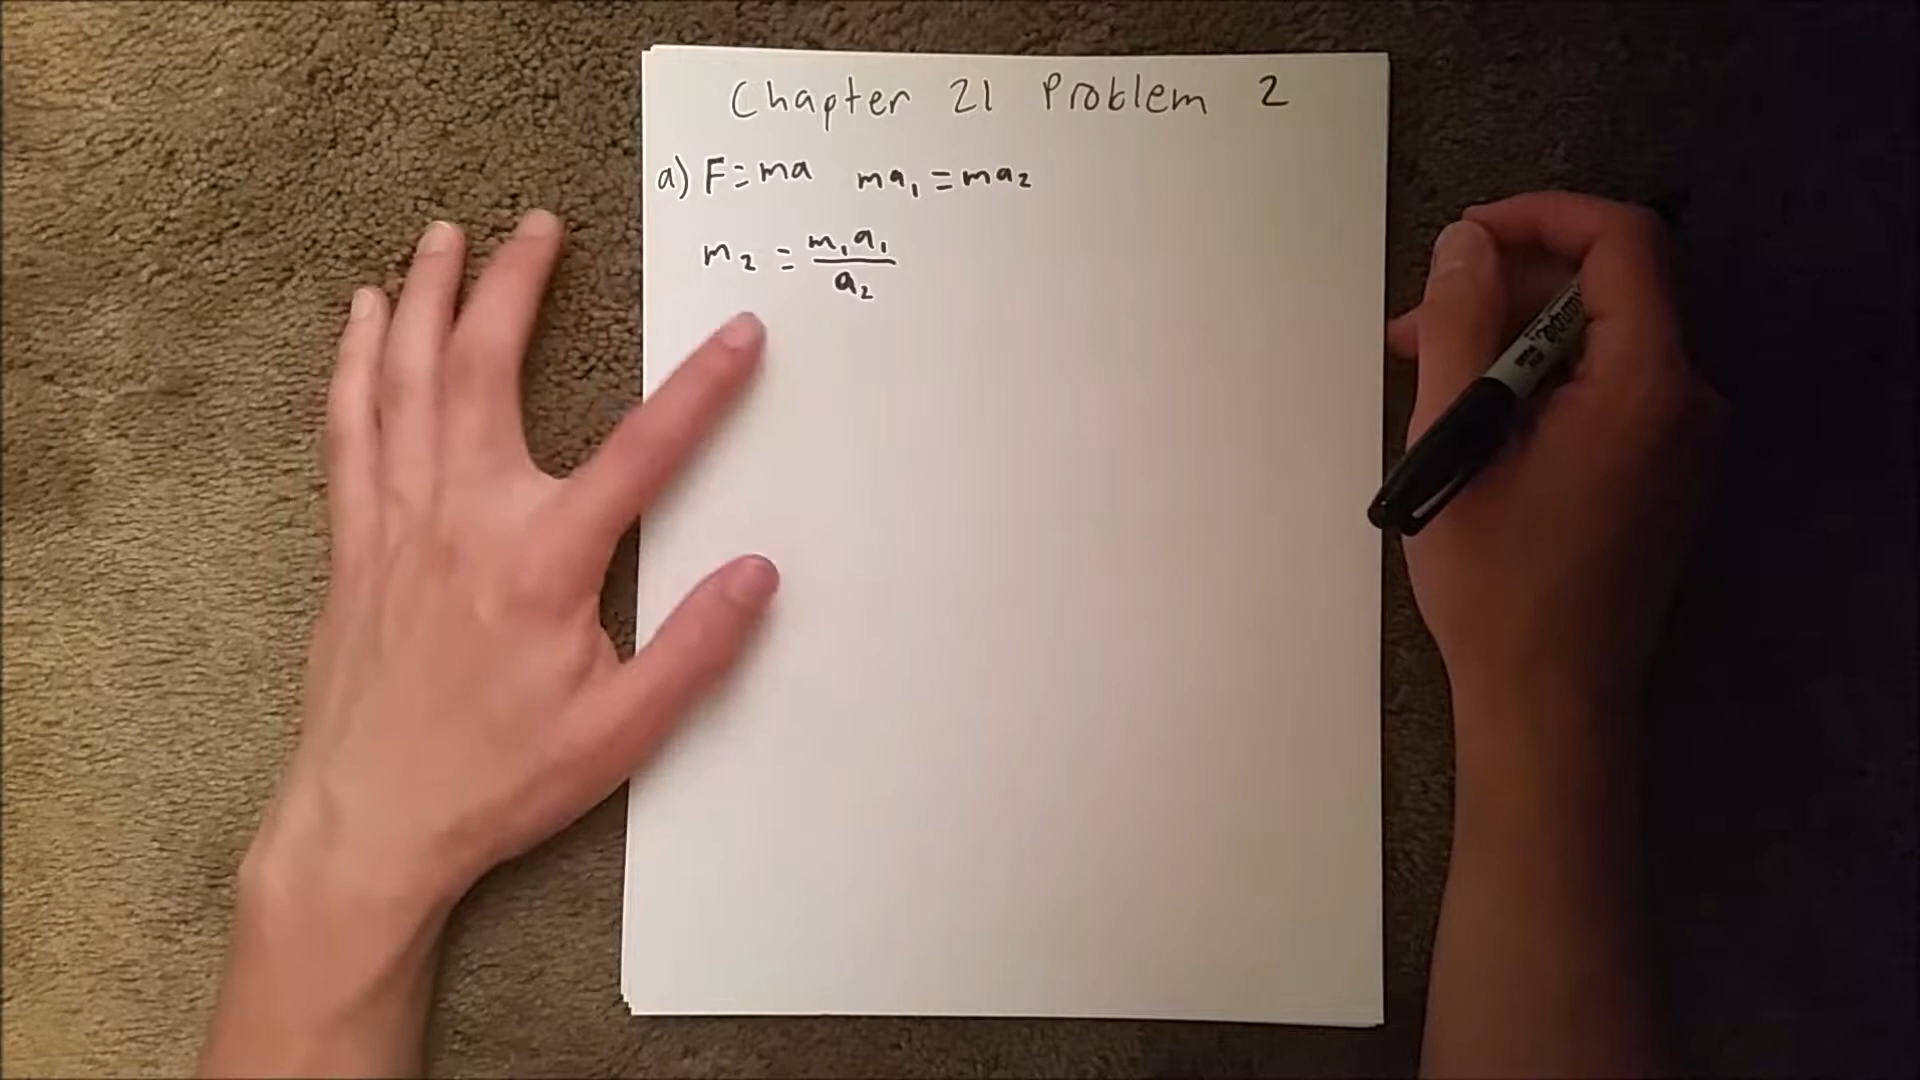 Chapter 21 Problem 2
a) F=ma ma₁=ma₂
m₂ = m₁a₁/a₂